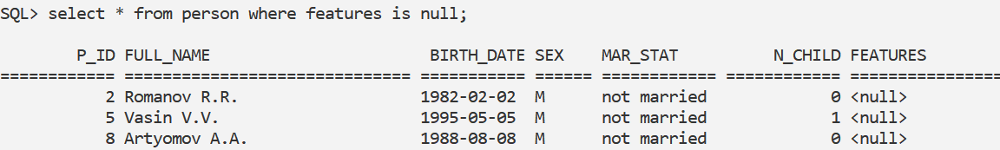 SQL> select * from person where features is null;
P_ID FULL_NAME BIRTH_DATE SEX MAR_STAT N_CHILD FEATURES
============ ============================== =========== ====== ============ ============ ================
2 Romanov R.R. 1982-02-02 M not married 0 <null>
5 Vasin V.V. 1995-05-05 M not married 1 <null>
8 Artyomov A.A. 1988-08-08 M not married 0 <null>